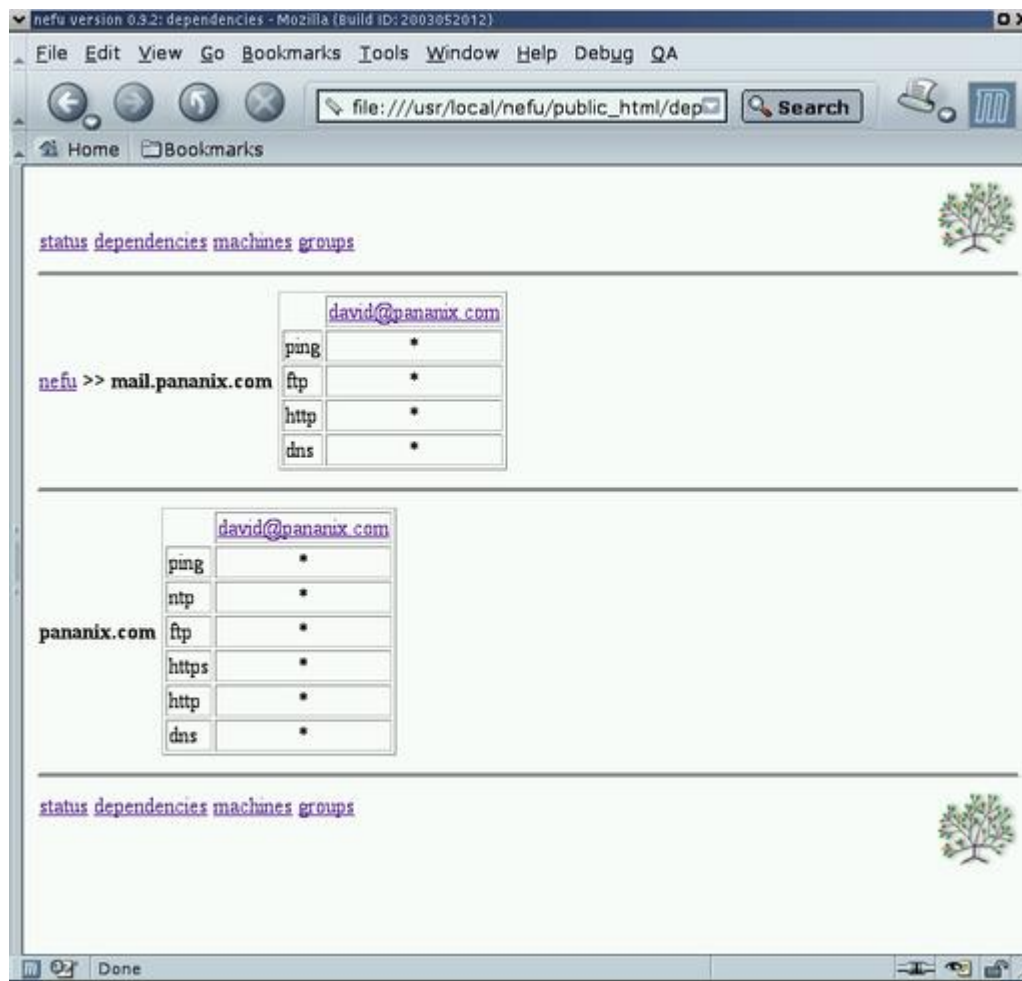 nefu version 0.9.2: dependencies - Mozilla {Build ID: 2003052012}
File Edit View Go Bookmarks Tools Window Help Debug QA
file:///usr/local/nefu/public_html/dep Search
Home Bookmarks
status dependencies machines groups
david@pananix.com
ping *
nefu >> mail.pananix.com ftp *
http *
dns *
david@pananix.com
ping *
ntp *
pananix.com ftp *
https *
http *
dns *
status dependencies machines groups
Done